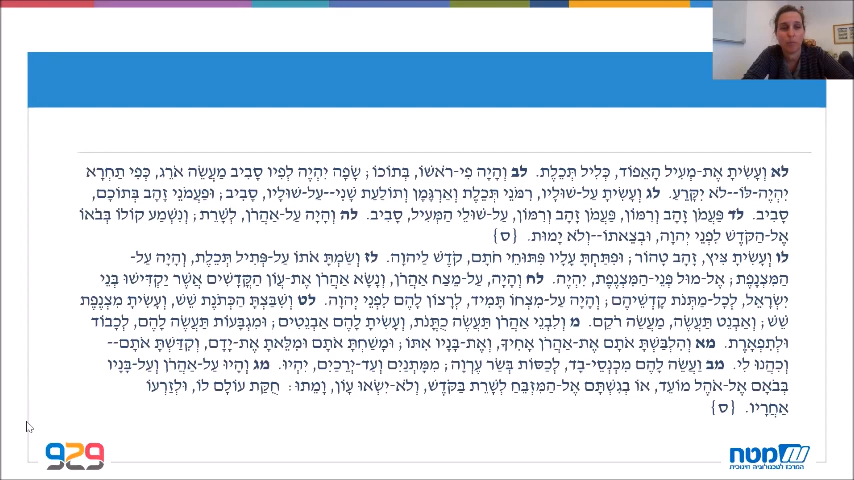 לא וְעָשִׂיתָ אֶת-מְעִיל הָאֵפוֹד, כְּלִיל תְּכֵלֶת. לב וְהָיָה פִי-רֹאשׁוֹ, בְּתוֹכוֹ; שָׂפָה יִהְיֶה לְפִיו סָבִיב מַעֲשֵׂה אֹרֵג, כְּפִי תַחְרָא
יִהְיֶה-לּוֹ--לֹא יִקָּרֵעַ. לג וְעָשִׂיתָ עַל-שׁוּלָיו, רִמֹּנֵי תְּכֵלֶת וְאַרְגָּמָן וְתוֹלַעַת שָׁנִי--עַל-שׁוּלָיו, סָבִיב; וּפַעֲמֹנֵי זָהָב בְּתוֹכָם,
סָבִיב. לד פַּעֲמֹן זָהָב וְרִמּוֹן, פַּעֲמֹן זָהָב וְרִמּוֹן, עַל-שׁוּלֵי הַמְּעִיל, סָבִיב. לה וְהָיָה עַל-אַהֲרֹן, לְשָׁרֵת; וְנִשְׁמַע קוֹלוֹ בְּבֹאוֹ
אֶל-הַקֹּדֶשׁ לִפְנֵי יְהוָה, וּבְצֵאתוֹ--וְלֹא יָמוּת. {ס}
לו וְעָשִׂיתָ צִּיץ, זָהָב טָהוֹר; וּפִתַּחְתָּ עָלָיו פִּתּוּחֵי חֹתָם, קֹדֶשׁ לַיהוָה. לז וְשַׂמְתָּ אֹתוֹ עַל-פְּתִיל תְּכֵלֶת, וְהָיָה עַל-
הַמִּצְנָפֶת; אֶל-מוּל פְּנֵי-הַמִּצְנֶפֶת, יִהְיֶה. לח וְהָיָה, עַל-מֵצַח אַהֲרֹן, וְנָשָׂא אַהֲרֹן אֶת-עֲוֹן הַקֳּדָשִׁים אֲשֶׁר יַקְדִּישׁוּ בְּנֵי
יִשְׂרָאֵל, לְכָל-מַתְּנֹת קָדְשֵׁיהֶם; וְהָיָה עַל-מִצְחוֹ תָּמִיד, לְרָצוֹן לָהֶם לִפְנֵי יְהוָה. לט וְשִׁבַּצְתָּ הַכְּתֹנֶת שֵׁשׁ, וְעָשִׂיתָ מִצְנֶפֶת
שֵׁשׁ; וְאַבְנֵט תַּעֲשֶׂה, מַעֲשֵׂה רֹקֵם. מ וְלִבְנֵי אַהֲרֹן תַּעֲשֶׂה כֻתֳּנֹת, וְעָשִׂיתָ לָהֶם אַבְנֵטִים; וּמִגְבָּעוֹת תַּעֲשֶׂה לָהֶם, לְכָבוֹד
וּלְתִפְאָרֶת. מא וְהִלְבַּשְׁתָּ אֹתָם אֶת-אַהֲרֹן אָחִיךָ, וְאֶת-בָּנָיו אִתּוֹ; וּמָשַׁחְתָּ אֹתָם וּמִלֵּאתָ אֶת-יָדָם, וְקִדַּשְׁתָּ אֹתָם--
וְכִהֲנוּ לִי. מב וַעֲשֵׂה לָהֶם מִכְנְסֵי-בָד, לְכַסּוֹת בְּשַׂר עֶרְוָה; מִמָּתְנַיִם וְעַד-יְרֵכַיִם, יִהְיוּ. מג וְהָיוּ עַל-אַהֲרֹן וְעַל-בָּנָיו
בְּבֹאָם אֶל-אֹהֶל מוֹעֵד, אוֹ בְגִשְׁתָּם אֶל-הַמִּזְבֵּחַ לְשָׁרֵת בַּקֹּדֶשׁ, וְלֹא-יִשְׂאוּ עָוֹן, וָמֵתוּ: חֻקַּת עוֹלָם לוֹ, וּלְזַרְעוֹ
אַחֲרָיו. {ס}
929
מטח
המרכז לטכנולוגיה חינוכית